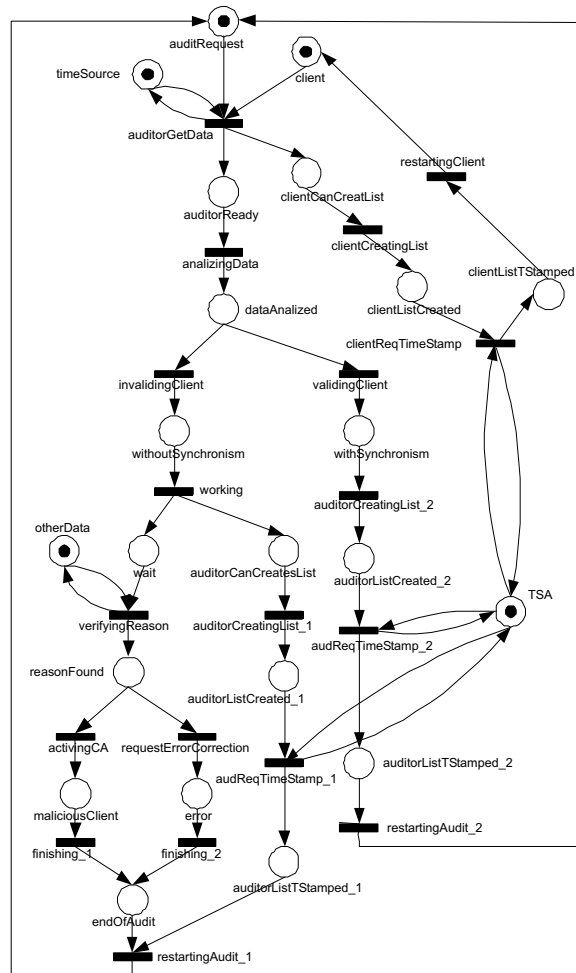 auditRequest
timeSource
client
auditorGetData
restartingClient
clientCanCreatList
auditorReady
clientCreatingList
analizingData
clientListTStamped
dataAnalized
clientListCreated
clientReqTimeStamp
invalidingClient
validingClient
withoutSynchronism
withSynchronism
working
auditorCreatingList_2
otherData
wait
auditorCanCreatesList
auditorListCreated_2
TSA
verifyingReason
auditorCreatingList_1
audReqTimeStamp_2
reasonFound
auditorListCreated_1
activingCA
requestErrorCorrection
audReqTimeStamp_1
auditorListTStamped_2
maliciousClient
error
restartingAudit_2
finishing_1
finishing_2
auditorListTStamped_1
endOfAudit
restartingAudit_1